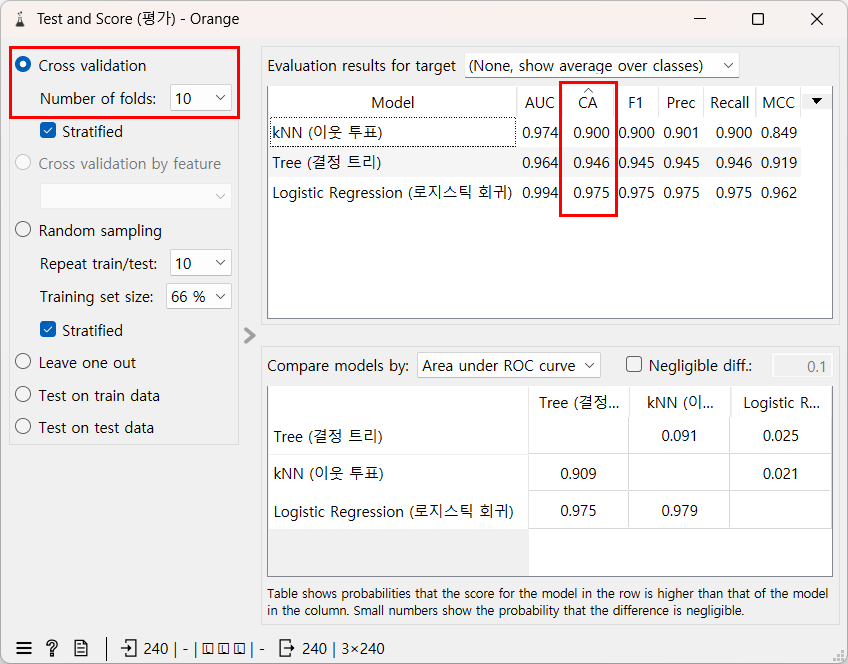 Test and Score (평가) - Orange
Cross validation
Number of folds: 10
Stratified
Cross validation by feature
Random sampling
Repeat train/test: 10
Training set size: 66 %
Stratified
Leave one out
Test on train data
Test on test data
Evaluation results for target (None, show average over classes)
Model AUC CA F1 Prec Recall MCC
kNN (이웃 투표) 0.974 0.900 0.900 0.901 0.900 0.849
Tree (결정 트리) 0.964 0.946 0.945 0.945 0.946 0.919
Logistic Regression (로지스틱 회귀) 0.994 0.975 0.975 0.975 0.975 0.962
Compare models by: Area under ROC curve Negligible diff.: 0.1
Tree (결정... kNN (이... Logistic R...
Tree (결정 트리) 0.091 0.025
kNN (이웃 투표) 0.909 0.021
Logistic Regression (로지스틱 회귀) 0.975 0.979
Table shows probabilities that the score for the model in the row is higher than that of the model
in the column. Small numbers show the probability that the difference is negligible.
240 | - | | - 240 | 3×240